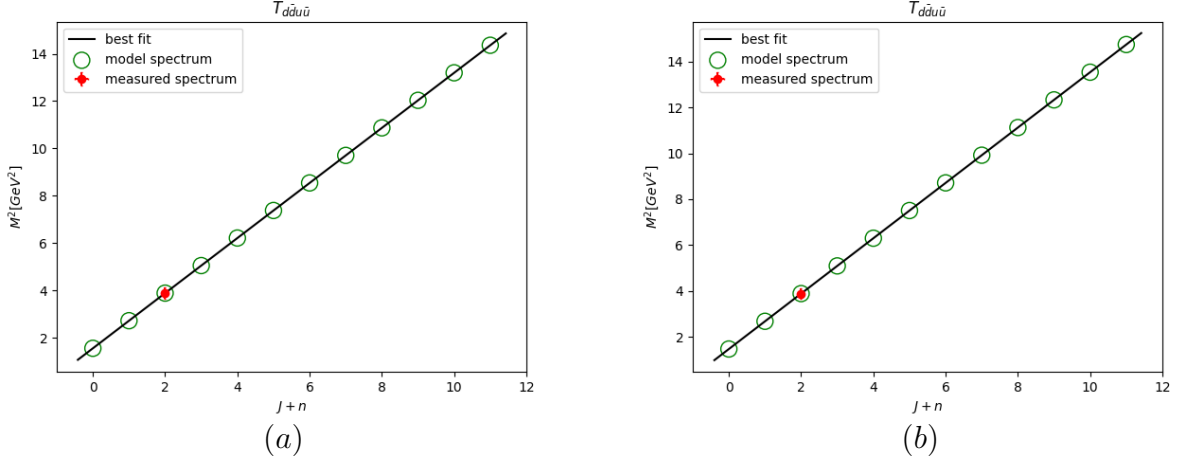 T_{d\bar{d}u\bar{u}}
best fit
model spectrum
measured spectrum
14
12
10
8
6
4
2
M^2[GeV^2]
0 2 4 6 8 10 12
J + n
(a)
T_{d\bar{d}u\bar{u}}
best fit
model spectrum
measured spectrum
14
12
10
8
6
4
2
M^2[GeV^2]
0 2 4 6 8 10 12
J + n
(b)